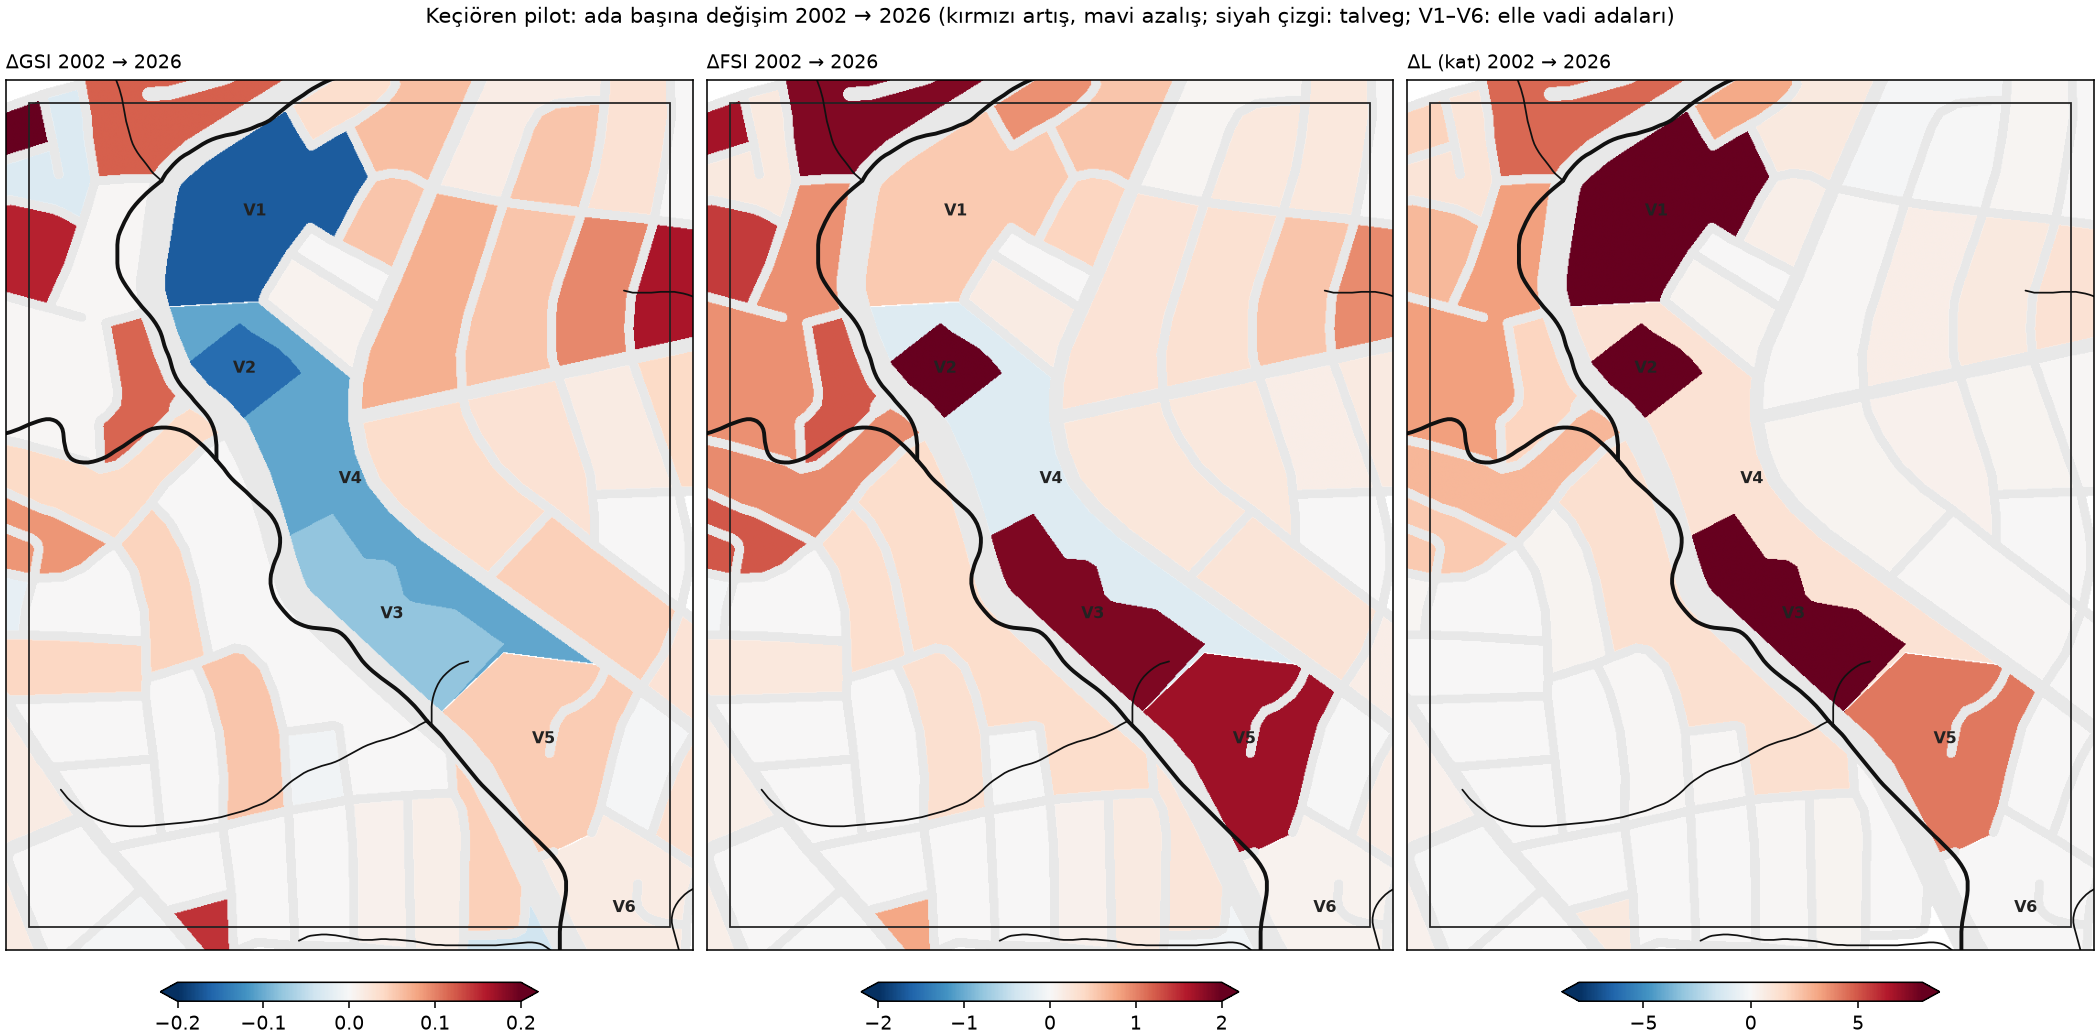 Keçiören pilot: ada başına değişim 2002 → 2026 (kırmızı artış, mavi azalış; siyah çizgi: talveg; V1–V6: elle vadi adaları)
ΔGSI 2002 → 2026
V1
V2
V4
V3
V5
V6
−0.2 −0.1 0.0 0.1 0.2
ΔFSI 2002 → 2026
V1
V2
V4
V3
V5
V6
−2 −1 0 1 2
ΔL (kat) 2002 → 2026
V1
V2
V4
V3
V5
V6
−5 0 5